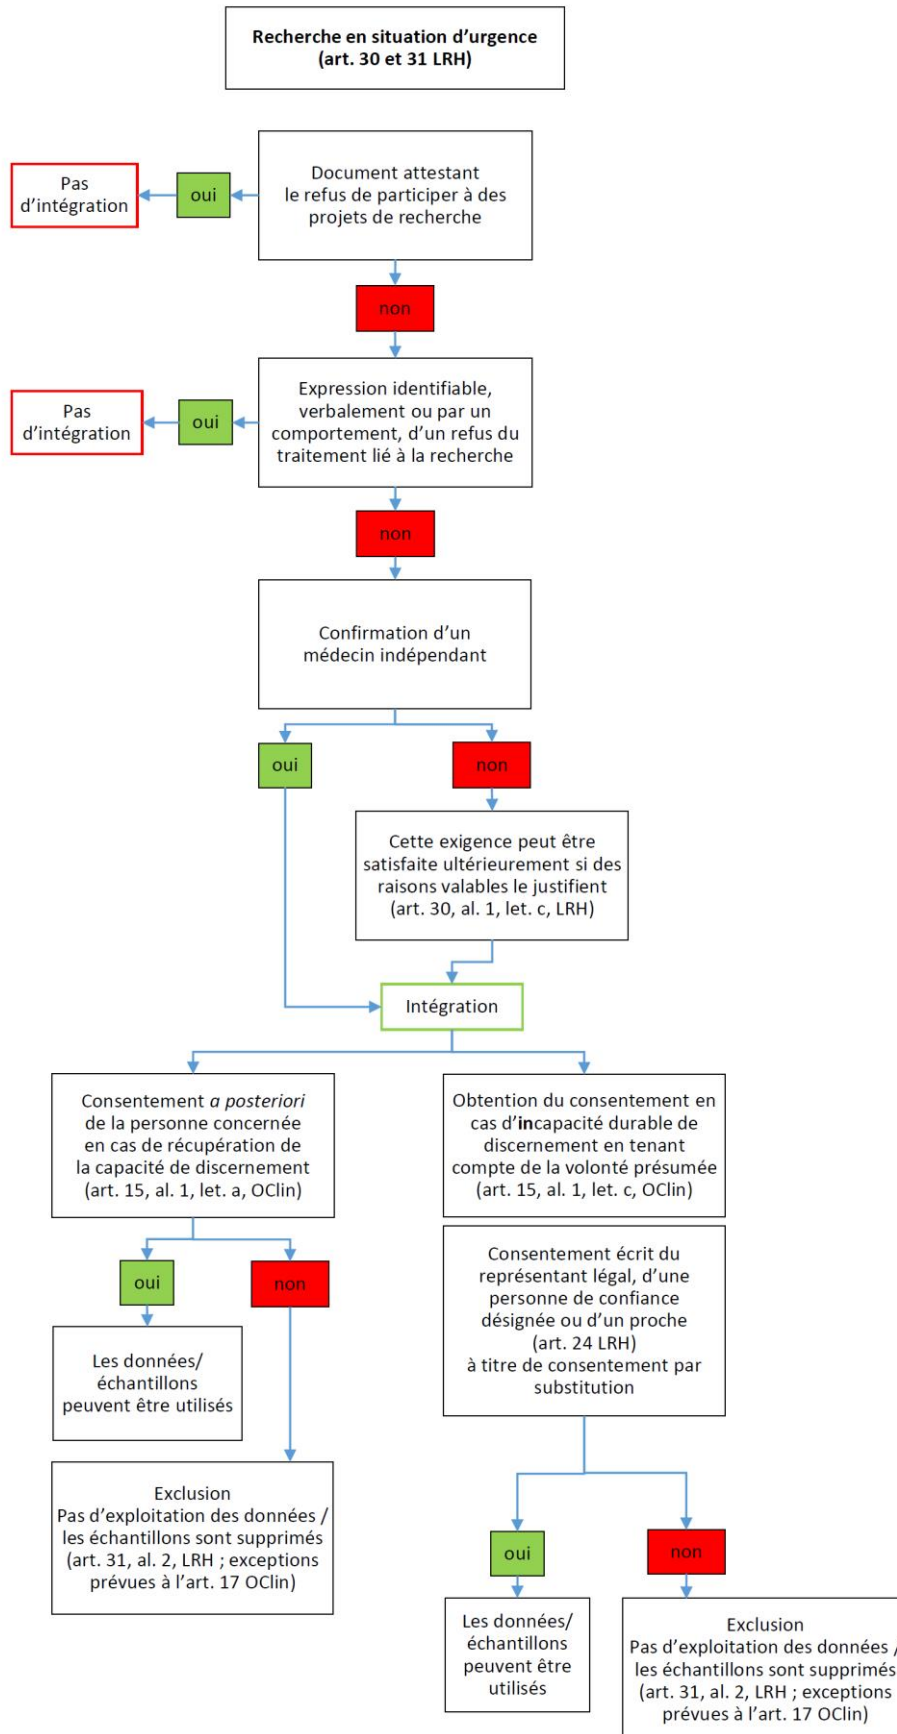 Recherche en situation d’urgence
(art. 30 et 31 LRH)
Document attestant
le refus de participer à des
projets de recherche
oui
Pas
d’intégration
non
Expression identifiable,
verbalement ou par un
comportement, d’un refus du
traitement lié à la recherche
oui
Pas
d’intégration
non
Confirmation d’un
médecin indépendant
oui
non
Cette exigence peut être
satisfaite ultérieurement si des
raisons valables le justifient
(art. 30, al. 1, let. c, LRH)
Intégration
Consentement a posteriori
de la personne concernée
en cas de récupération de
la capacité de discernement
(art. 15, al. 1, let. a, OClin)
oui
non
Les données/
échantillons
peuvent être utilisés
Exclusion
Pas d’exploitation des données /
les échantillons sont supprimés
(art. 31, al. 2, LRH ; exceptions
prévues à l’art. 17 OClin)
Obtention du consentement en
cas d’incapacité durable de
discernement en tenant
compte de la volonté présumée
(art. 15, al. 1, let. c, OClin)
Consentement écrit du
représentant légal, d’une
personne de confiance
désignée ou d’un proche
(art. 24 LRH)
à titre de consentement par
substitution
oui
non
Les données/
échantillons
peuvent être
utilisés
Exclusion
Pas d’exploitation des données /
les échantillons sont supprimés
(art. 31, al. 2, LRH ; exceptions
prévues à l’art. 17 OClin)